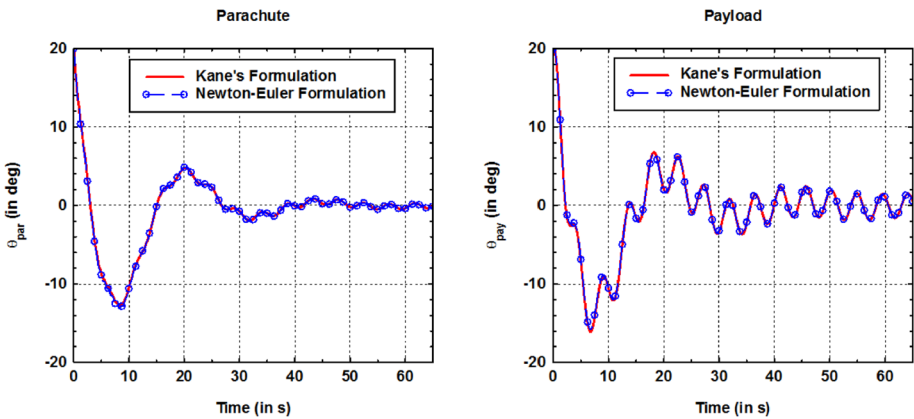 Parachute
Kane's Formulation
Newton-Euler Formulation
θpar (in deg)
20
10
0
-10
-20
0 10 20 30 40 50 60
Time (in s)
Payload
Kane's Formulation
Newton-Euler Formulation
θpay (in deg)
20
10
0
-10
-20
0 10 20 30 40 50 60
Time (in s)